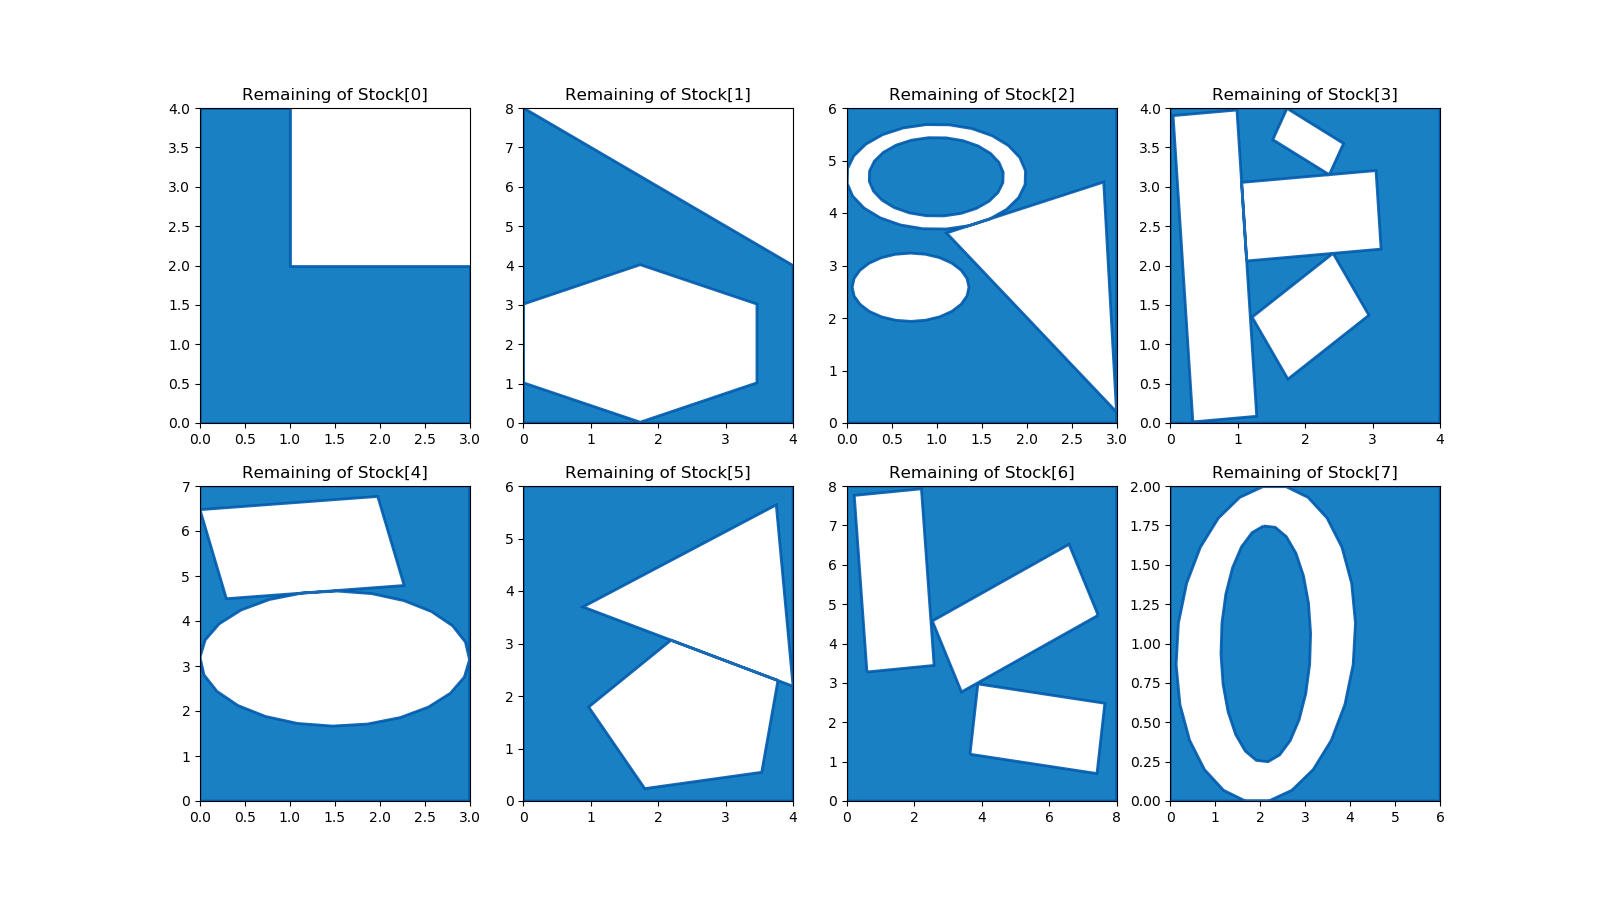 Remaining of Stock[0] Remaining of Stock[1] Remaining of Stock[2] Remaining of Stock[3]
4.0 8 6 4.0
3.5 7 3.5
3.0 6 5 3.0
2.5 5 4 2.5
2.0 4 3 2.0
1.5 3 2 1.5
1.0 2 1.0
0.5 1 1 0.5
0.0 0 0 0.0
0.0 0.5 1.0 1.5 2.0 2.5 3.0 0 1 2 3 4 0.0 0.5 1.0 1.5 2.0 2.5 3.0 0 1 2 3 4
Remaining of Stock[4] Remaining of Stock[5] Remaining of Stock[6] Remaining of Stock[7]
7 6 8 2.00
6 5 7 1.75
5 4 6 1.50
4 5 1.25
3 3 4 1.00
2 2 3 0.75
2 0.50
1 1 1 0.25
0 0 0 0.00
0.0 0.5 1.0 1.5 2.0 2.5 3.0 0 1 2 3 4 0 2 4 6 8 0 1 2 3 4 5 6